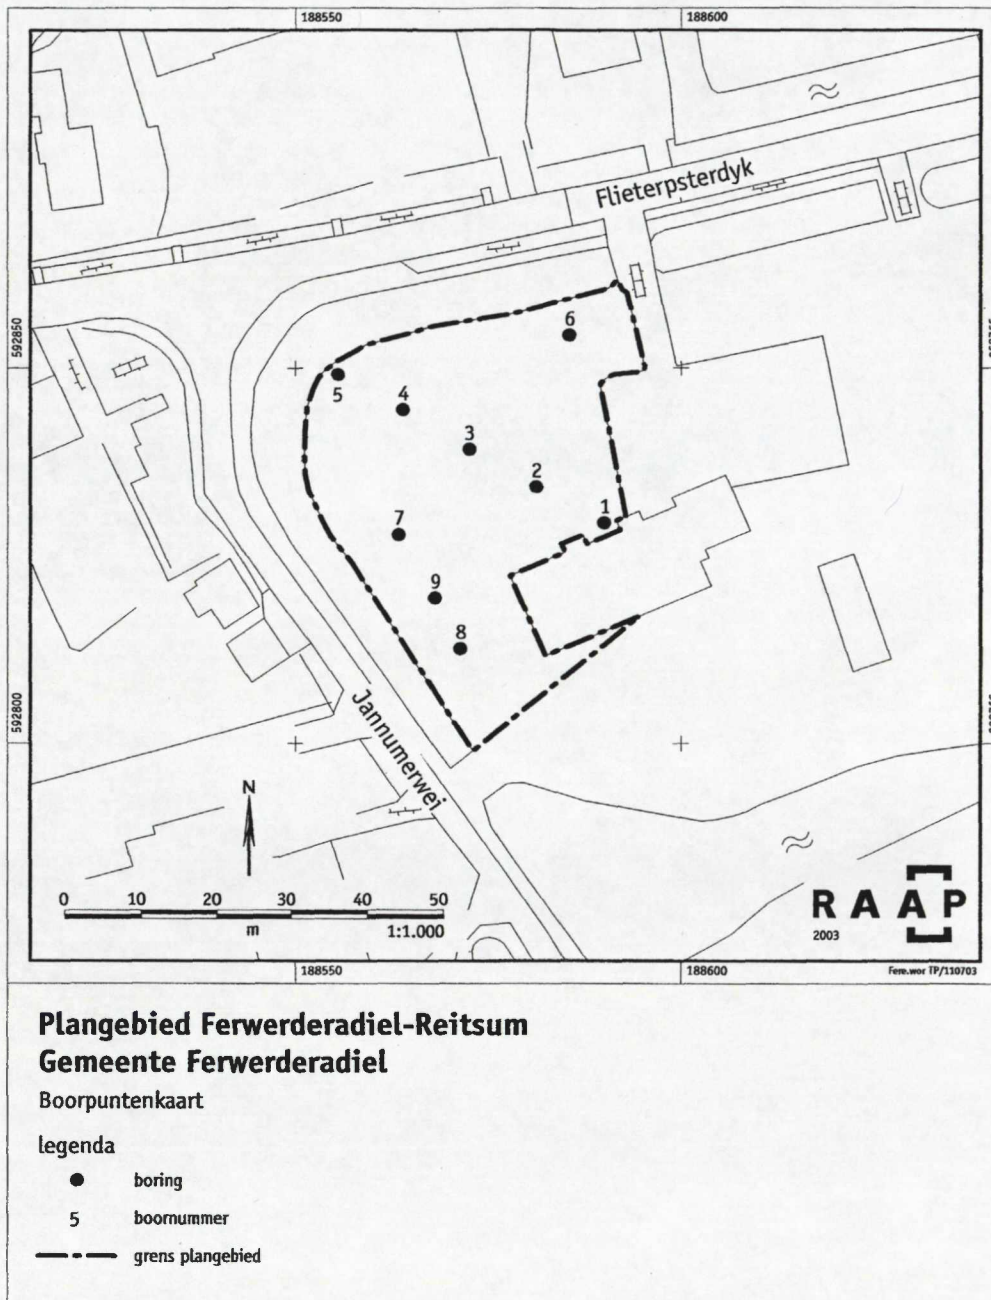 188550
188600
Flieterpsterdyk
592850
6
5
4
3
2
1
7
9
8
592800
Jannumerwei
N
0 10 20 30 40 50
m 1:1.000
RAAP
2003
188550
188600
Fere.wor TP/110703
Plangebied Ferwerderadiel-Reitsum
Gemeente Ferwerderadiel
Boorpuntenkaart
legenda
boring
5 boornummer
grens plangebied